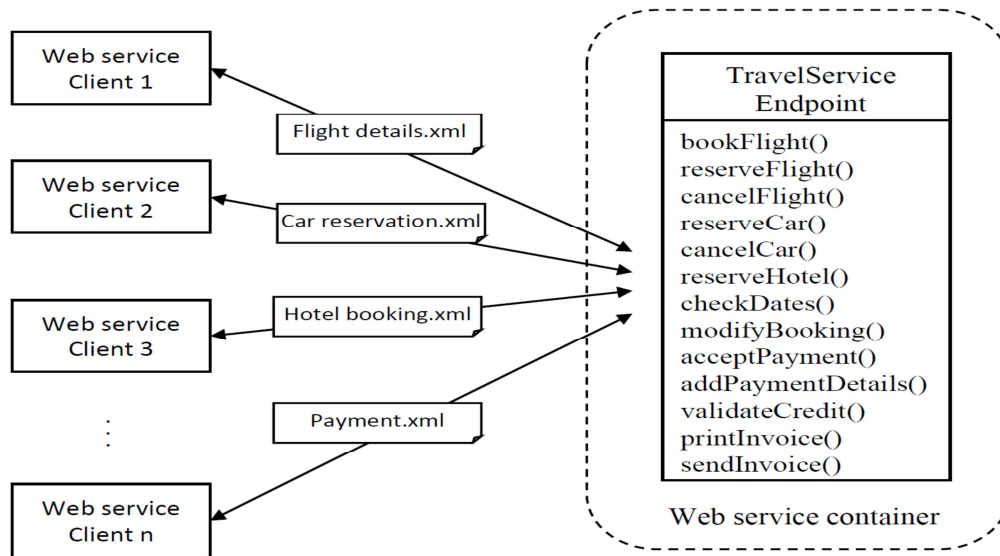 Web service
Client 1
Flight details.xml
Web service
Client 2
Car reservation.xml
Web service
Client 3
Hotel booking.xml
Payment.xml
Web service
Client n
TravelService
Endpoint
bookFlight()
reserveFlight()
cancelFlight()
reserveCar()
cancelCar()
reserveHotel()
checkDates()
modifyBooking()
acceptPayment()
addPaymentDetails()
validateCredit()
printInvoice()
sendInvoice()
Web service container